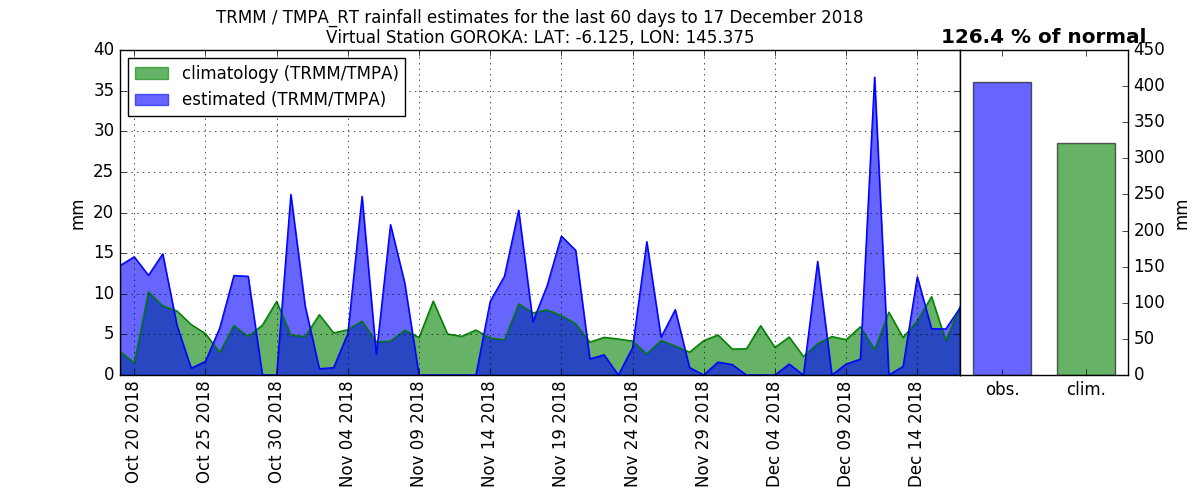 TRMM / TMPA_RT rainfall estimates for the last 60 days to 17 December 2018
Virtual Station GOROKA: LAT: -6.125, LON: 145.375
126.4 % of normal
climatology (TRMM/TMPA)
estimated (TRMM/TMPA)
40
35
30
25
20
15
10
5
0
mm
450
400
350
300
250
200
150
100
50
0
mm
Oct 20 2018
Oct 25 2018
Oct 30 2018
Nov 04 2018
Nov 09 2018
Nov 14 2018
Nov 19 2018
Nov 24 2018
Nov 29 2018
Dec 04 2018
Dec 09 2018
Dec 14 2018
obs.
clim.